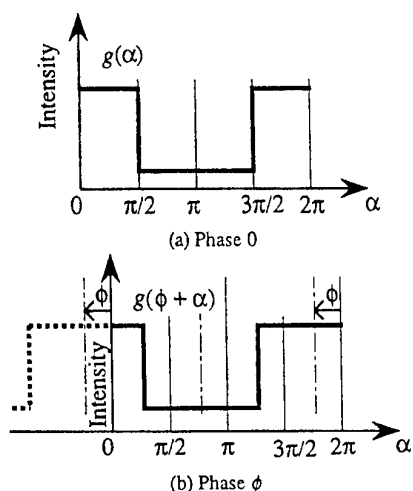 g(α)
Intensity
0 π/2 π 3π/2 2π α
(a) Phase 0
ϕ g(ϕ + α) ϕ
Intensity
0 π/2 π 3π/2 2π α
(b) Phase ϕ